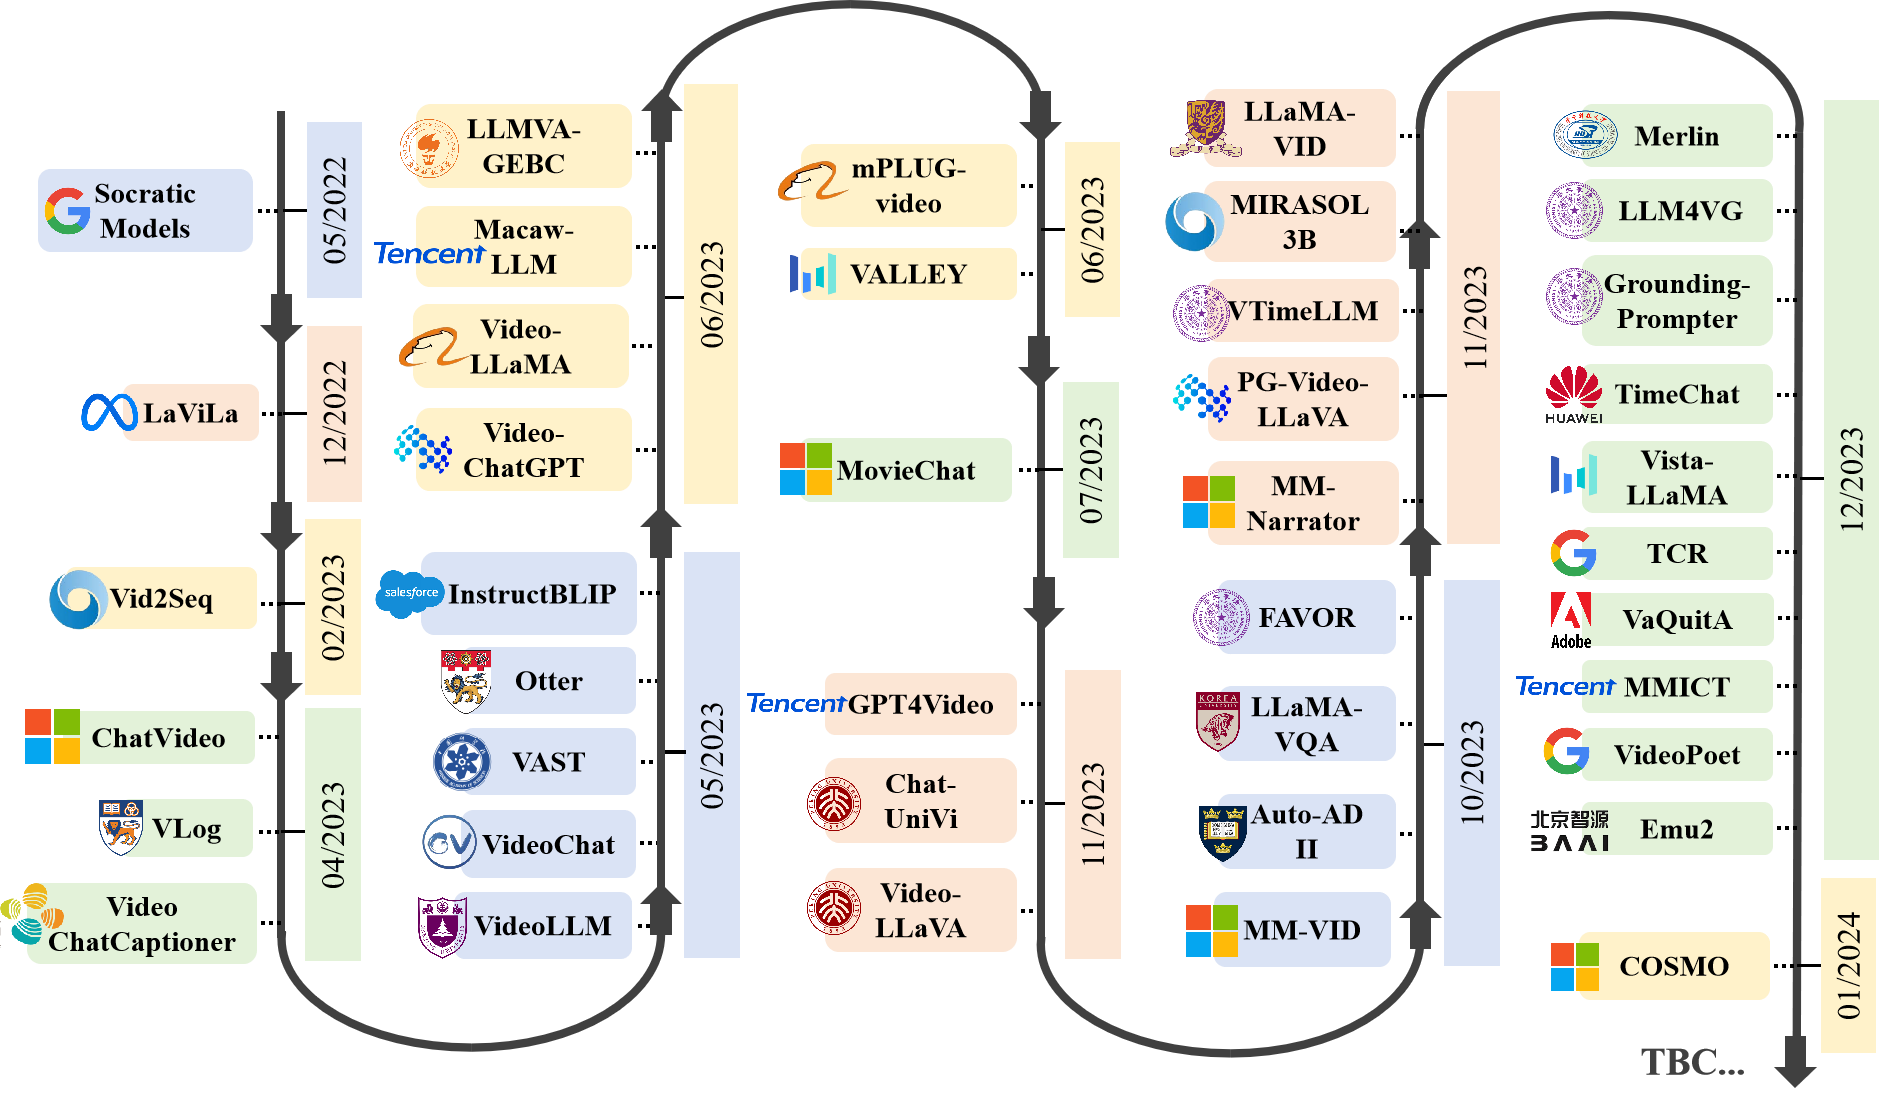 Socratic
Models
05/2022
LaViLa
12/2022
Vid2Seq
02/2023
ChatVideo
VLog
Video
ChatCaptioner
04/2023
LLMVA-
GEBC
Tencent
Macaw-
LLM
Video-
LLaMA
Video-
ChatGPT
06/2023
salesforce
InstructBLIP
Otter
VAST
VideoChat
VideoLLM
05/2023
mPLUG-
video
VALLEY
06/2023
MovieChat
07/2023
Tencent
GPT4Video
Chat-
UniVi
Video-
LLaVA
11/2023
LLaMA-
VID
MIRASOL
3B
VTimeLLM
PG-Video-
LLaVA
MM-
Narrator
11/2023
FAVOR
KOREA
LLaMA-
VQA
Auto-AD
II
MM-VID
10/2023
Merlin
LLM4VG
Grounding-
Prompter
HUAWEI
TimeChat
Vista-
LLaMA
TCR
Adobe
VaQuitA
Tencent
MMICT
VideoPoet
北京智源
BAAI
Emu2
12/2023
COSMO
01/2024
TBC...